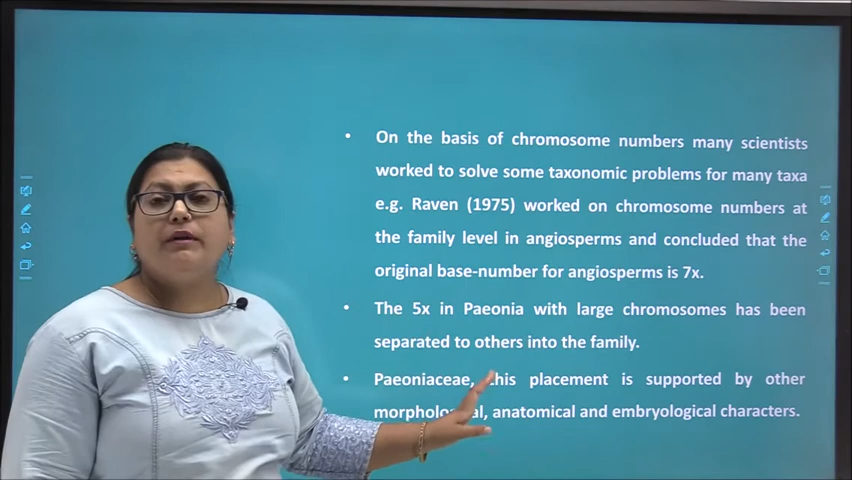 • On the basis of chromosome numbers many scientists
worked to solve some taxonomic problems for many taxa
e.g. Raven (1975) worked on chromosome numbers at
the family level in angiosperms and concluded that the
original base-number for angiosperms is 7x.
• The 5x in Paeonia with large chromosomes has been
separated to others into the family.
• Paeoniaceae, this placement is supported by other
morphological, anatomical and embryological characters.